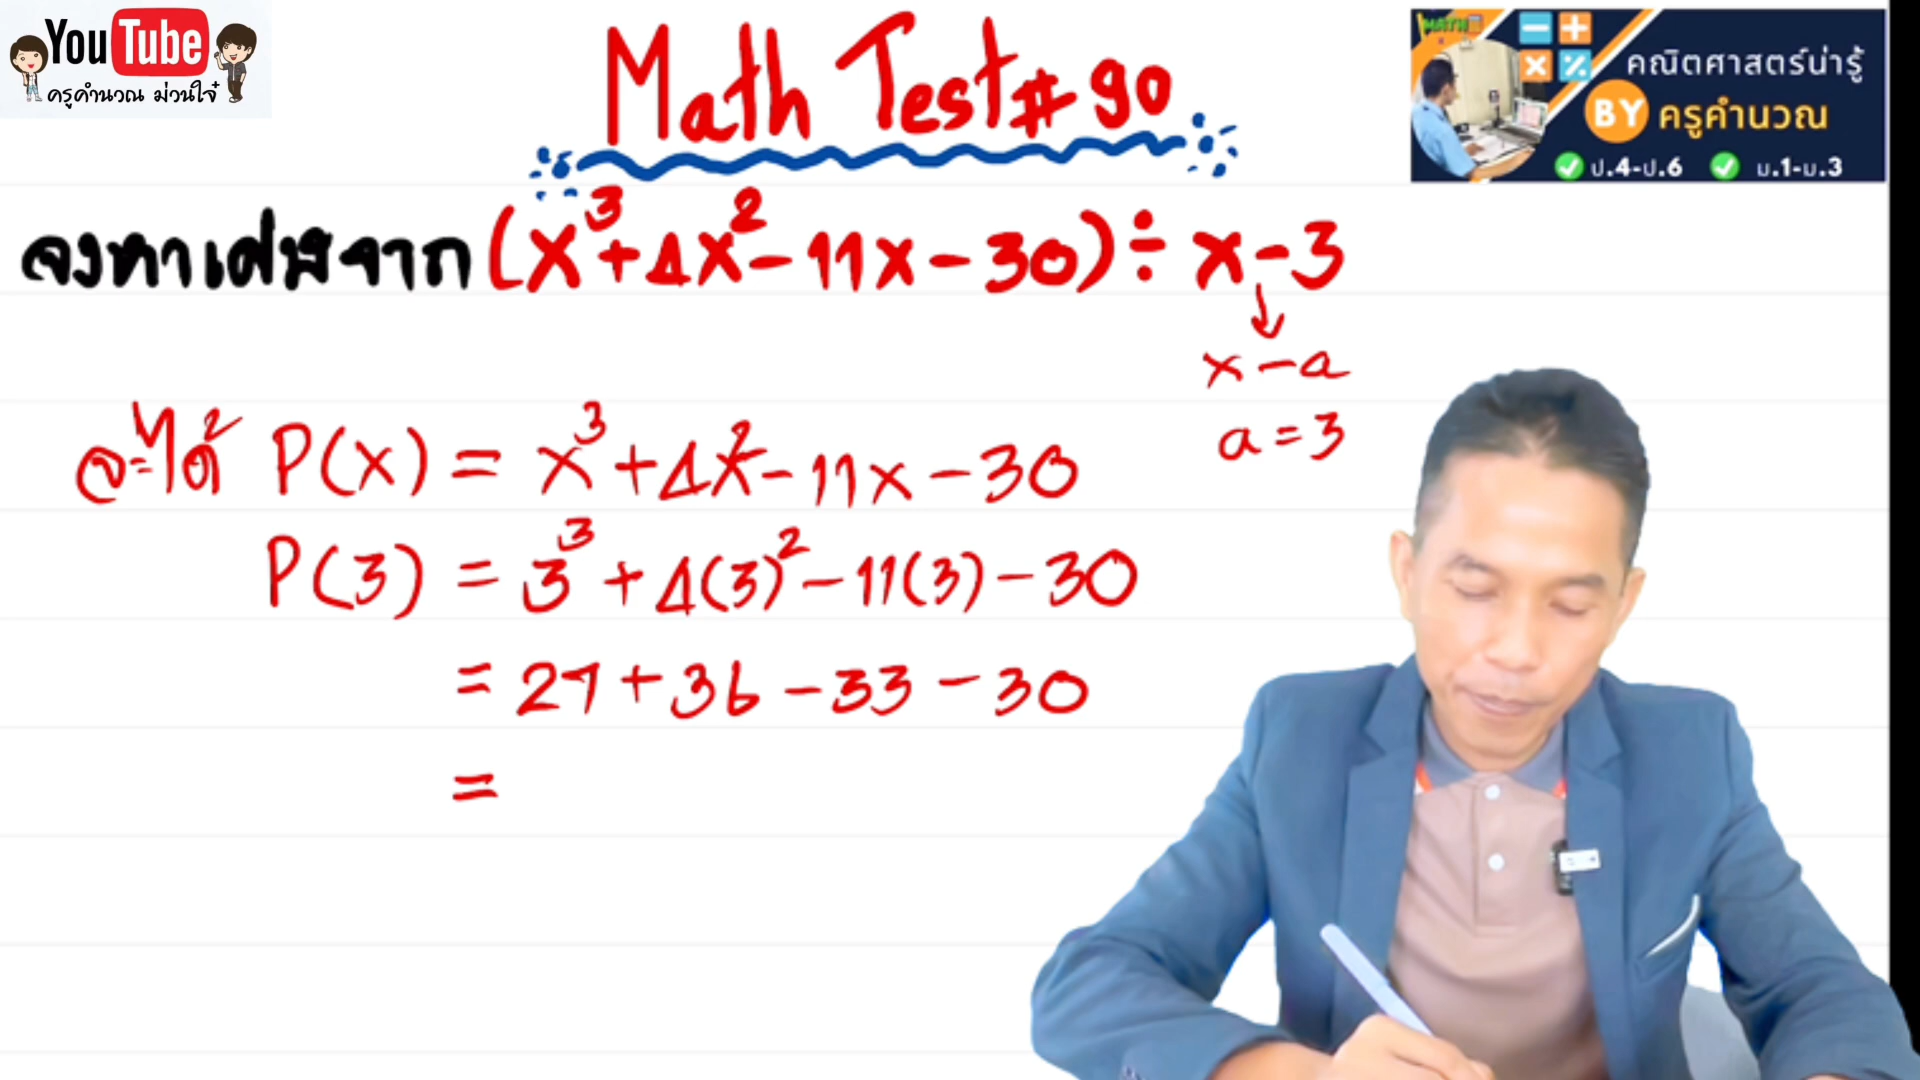 YouTube
ครูคำนวณ ม่วนใจ๋
Math Test#90
MATH
คณิตศาสตร์น่ารู้
BY ครูคำนวณ
ป.4-ป.6 ม.1-ม.3
จงหาเศษจาก (x³+4x²-11x-30) ÷ x-3
x-a
a=3
จะได้ P(x) = x³+4x²-11x-30
P(3) = 3³+4(3)²-11(3)-30
= 27+36-33-30
=